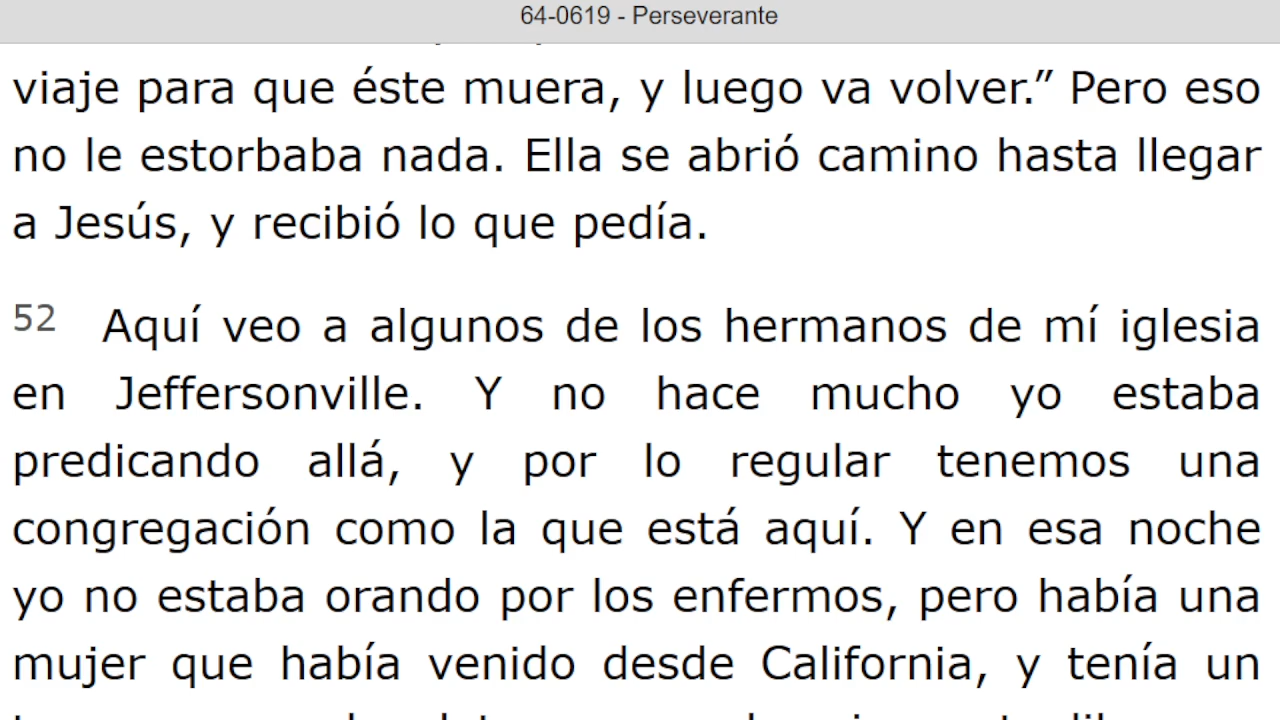 64-0619 - Perseverante
viaje para que éste muera, y luego va volver.” Pero eso
no le estorbaba nada. Ella se abrió camino hasta llegar
a Jesús, y recibió lo que pedía.
52 Aquí veo a algunos de los hermanos de mí iglesia
en Jeffersonville. Y no hace mucho yo estaba
predicando allá, y por lo regular tenemos una
congregación como la que está aquí. Y en esa noche
yo no estaba orando por los enfermos, pero había una
mujer que había venido desde California, y tenía un